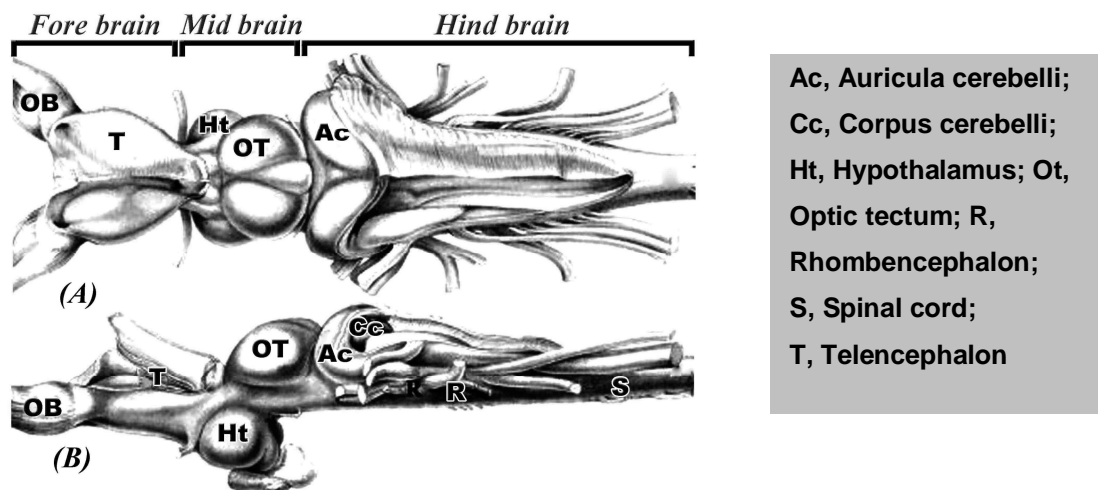 Fore brain Mid brain Hind brain
OB
T
Ht
OT
Ac
(A)
OB
T
OT
Ht
Ac
Cc
R
R
S
(B)
Ac, Auricula cerebelli;
Cc, Corpus cerebelli;
Ht, Hypothalamus; Ot,
Optic tectum; R,
Rhombencephalon;
S, Spinal cord;
T, Telencephalon